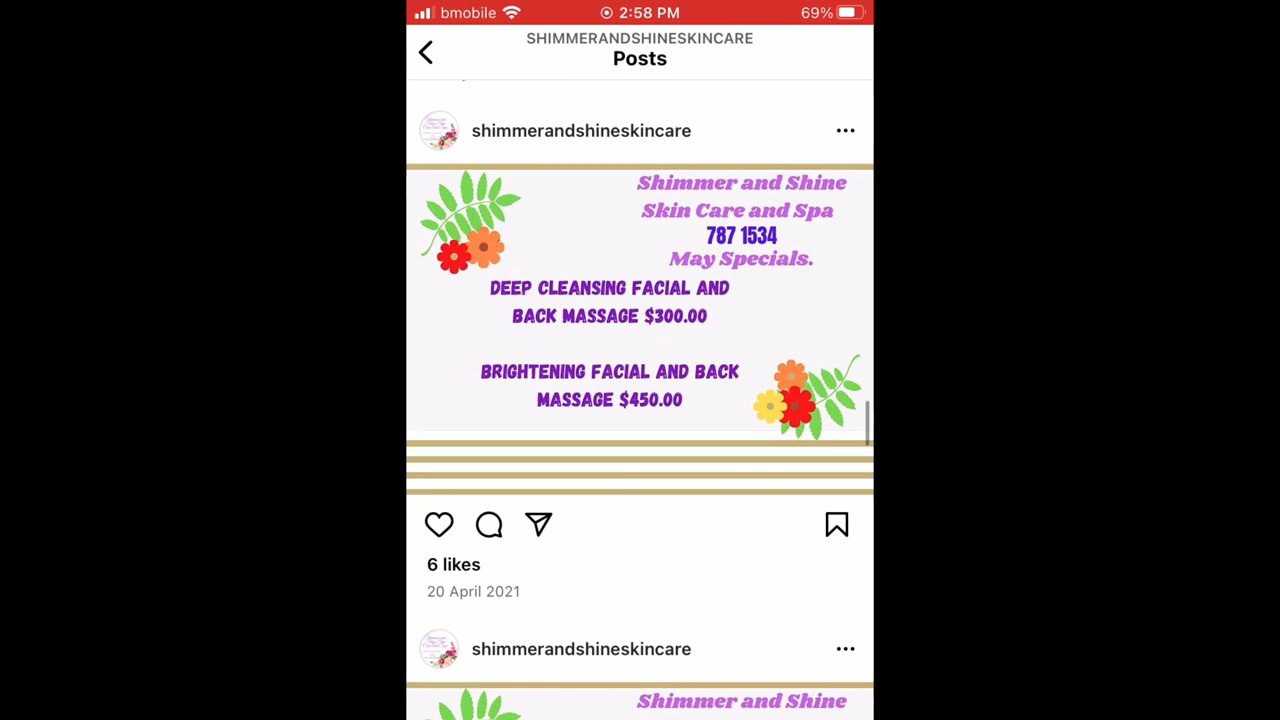 bmobile 2:58 PM 69%
SHIMMERANDSHINESKINCARE
Posts
shimmerandshineskincare
Shimmer and Shine
Skin Care and Spa
787 1534
May Specials.
DEEP CLEANSING FACIAL AND
BACK MASSAGE $300.00
BRIGHTENING FACIAL AND BACK
MASSAGE $450.00
6 likes
20 April 2021
shimmerandshineskincare
Shimmer and Shine